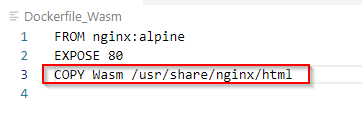 Dockerfile_Wasm
1 FROM nginx:alpine
2 EXPOSE 80
3 COPY Wasm /usr/share/nginx/html
4